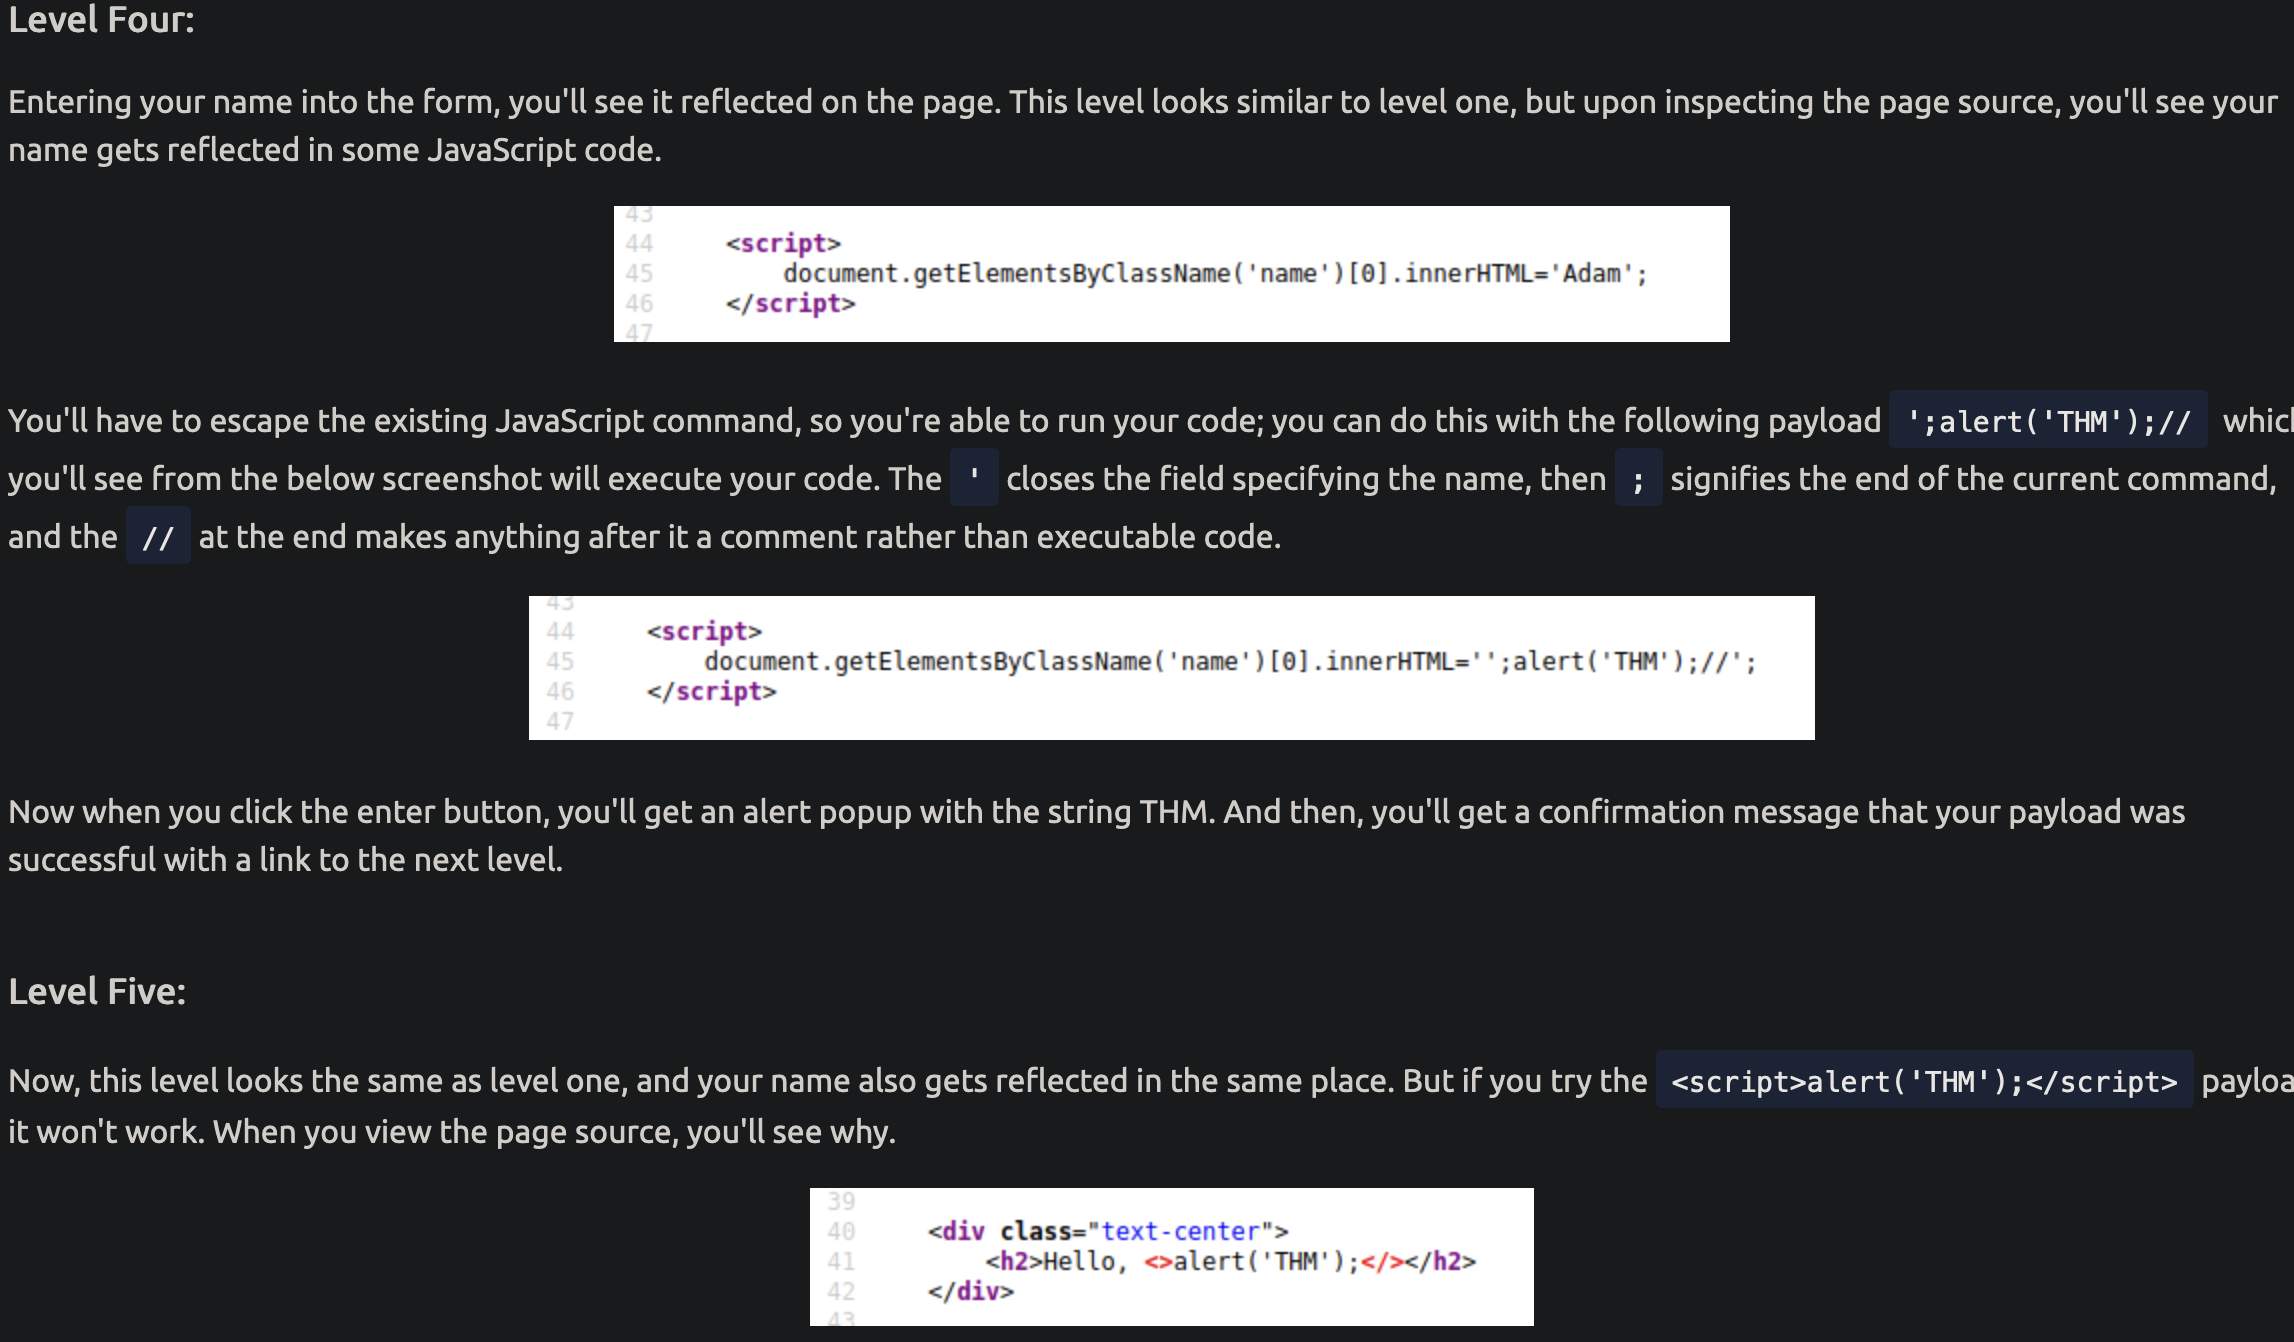 Level Four:
Entering your name into the form, you'll see it reflected on the page. This level looks similar to level one, but upon inspecting the page source, you'll see your
name gets reflected in some JavaScript code.
43
44 <script>
45 document.getElementsByClassName('name')[0].innerHTML='Adam';
46 </script>
47
You'll have to escape the existing JavaScript command, so you're able to run your code; you can do this with the following payload ';alert('THM');//
you'll see from the below screenshot will execute your code. The ' closes the field specifying the name, then ; signifies the end of the current command,
and the // at the end makes anything after it a comment rather than executable code.
43
44 <script>
45 document.getElementsByClassName('name')[0].innerHTML='';alert('THM');//';
46 </script>
47
Now when you click the enter button, you'll get an alert popup with the string THM. And then, you'll get a confirmation message that your payload was
successful with a link to the next level.
Level Five:
Now, this level looks the same as level one, and your name also gets reflected in the same place. But if you try the <script>alert('THM');</script>
it won't work. When you view the page source, you'll see why.
39
40 <div class="text-center">
41 <h2>Hello, <>alert('THM');</></h2>
42 </div>
43